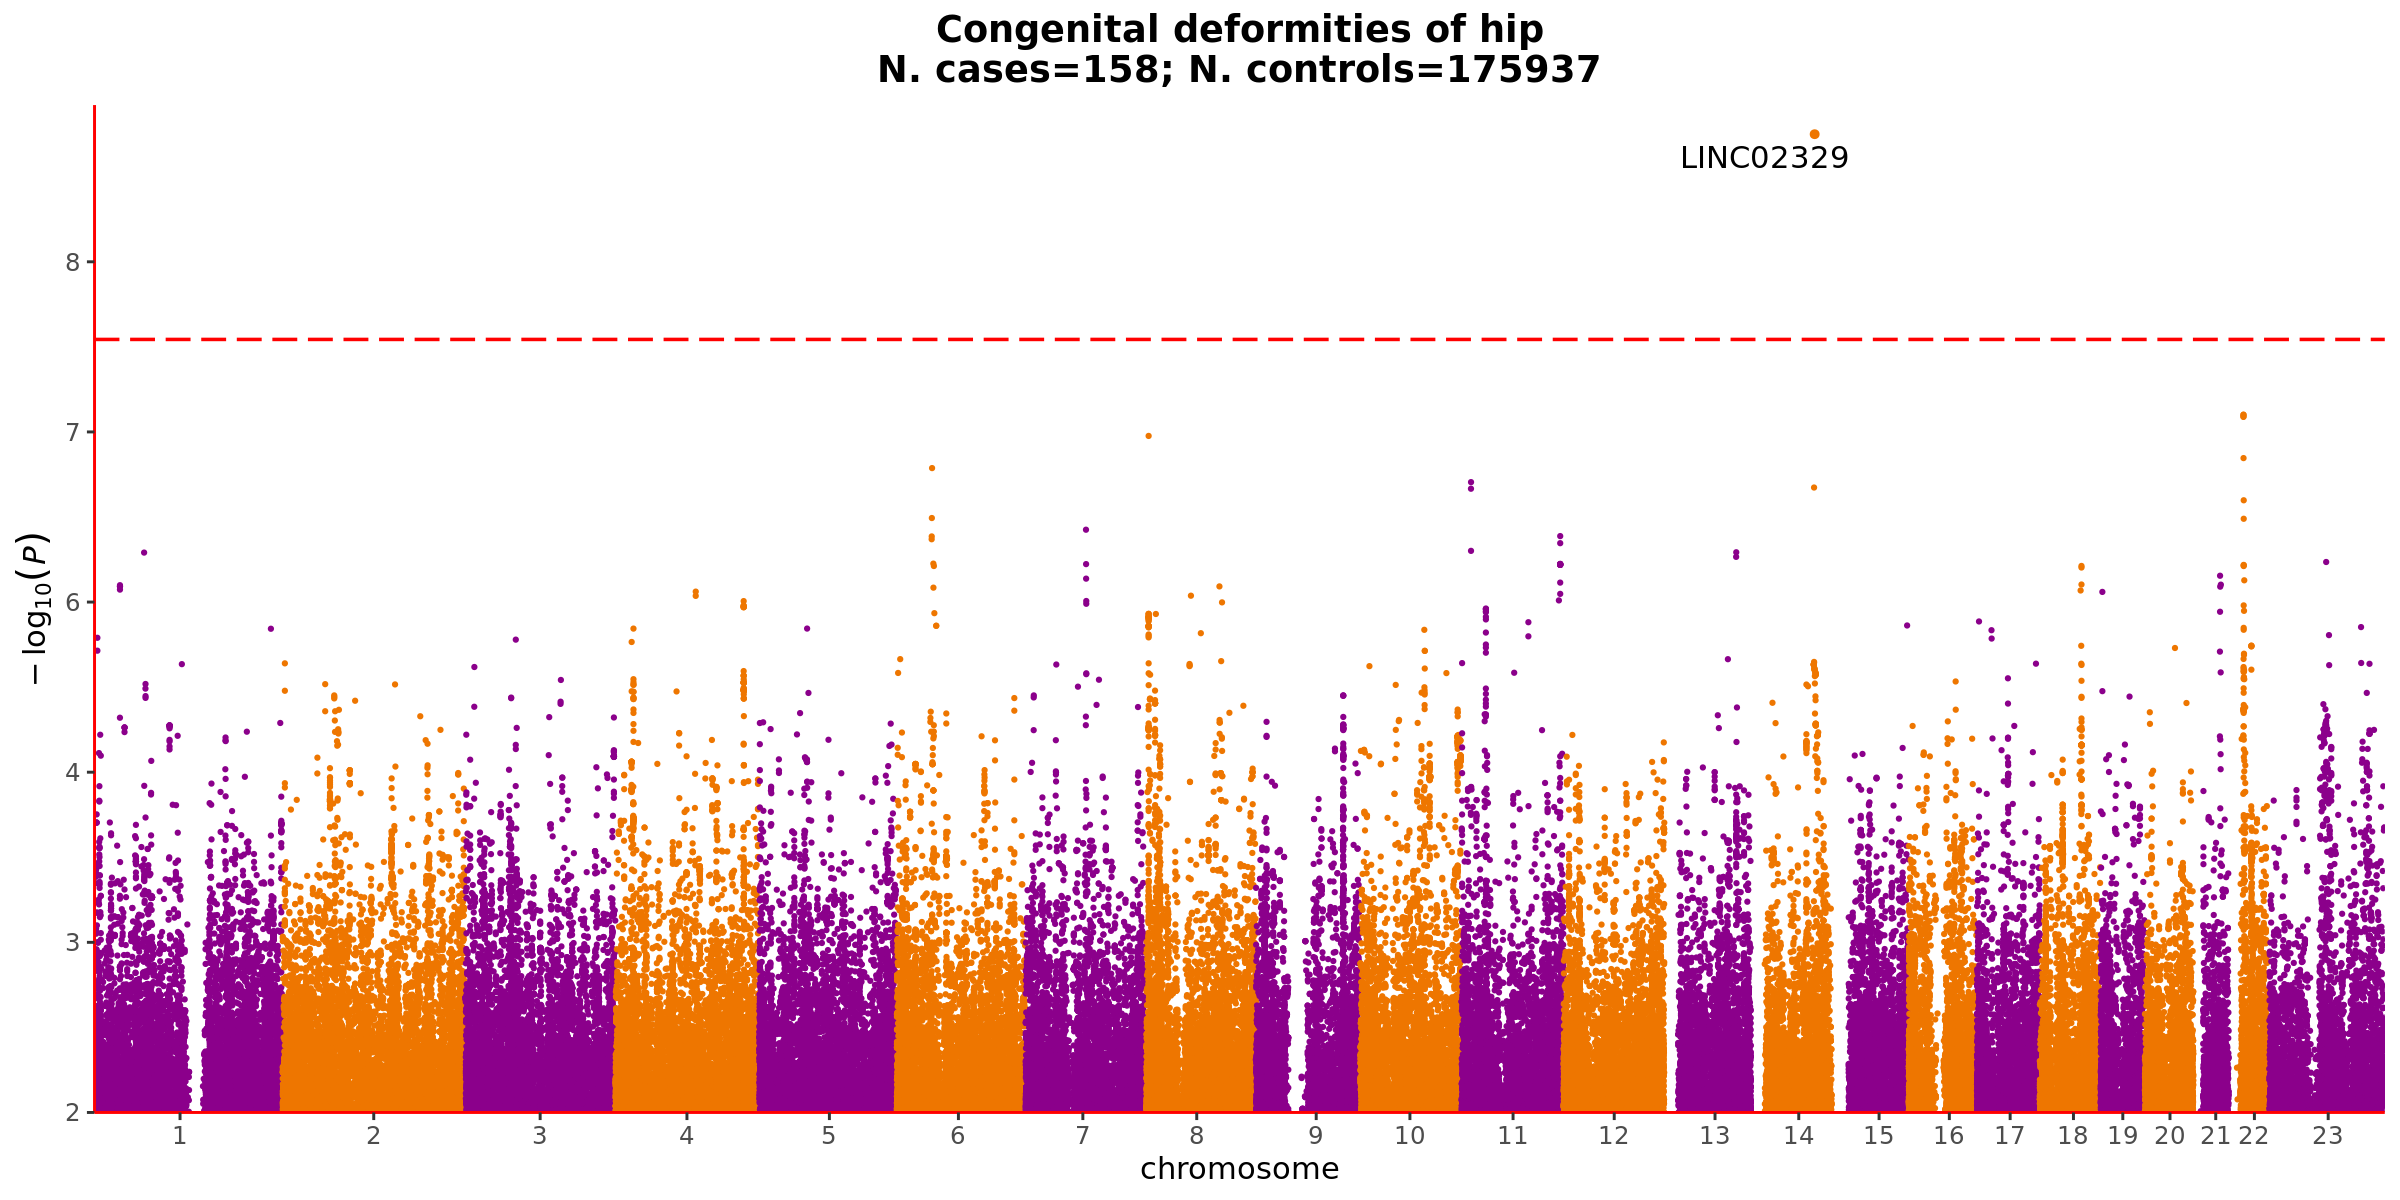 Congenital deformities of hip
N. cases=158; N. controls=175937
LINC02329
8
7
6
4
3
2
−log10(P)
1 2 3 4 5 6 7 8 9 10 11 12 13 14 15 16 17 18 19 20 21 22 23
chromosome